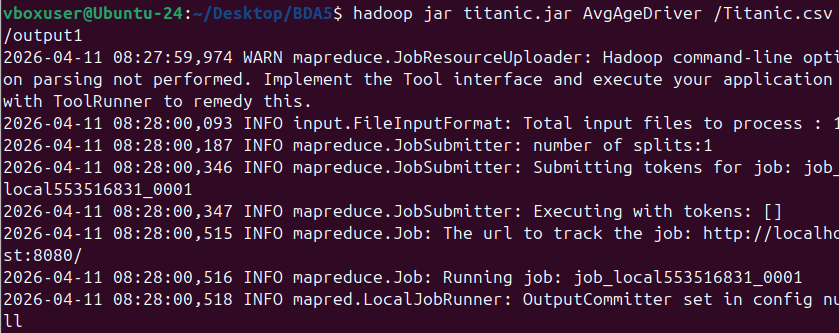 vboxuser@Ubuntu-24:~/Desktop/BDA5$ hadoop jar titanic.jar AvgAgeDriver /Titanic.csv
/output1
2026-04-11 08:27:59,974 WARN mapreduce.JobResourceUploader: Hadoop command-line opti
on parsing not performed. Implement the Tool interface and execute your application
with ToolRunner to remedy this.
2026-04-11 08:28:00,093 INFO input.FileInputFormat: Total input files to process : 1
2026-04-11 08:28:00,187 INFO mapreduce.JobSubmitter: number of splits:1
2026-04-11 08:28:00,346 INFO mapreduce.JobSubmitter: Submitting tokens for job: job_
local553516831_0001
2026-04-11 08:28:00,347 INFO mapreduce.JobSubmitter: Executing with tokens: []
2026-04-11 08:28:00,515 INFO mapreduce.Job: The url to track the job: http://localho
st:8080/
2026-04-11 08:28:00,516 INFO mapreduce.Job: Running job: job_local553516831_0001
2026-04-11 08:28:00,518 INFO mapred.LocalJobRunner: OutputCommitter set in config nu
ll